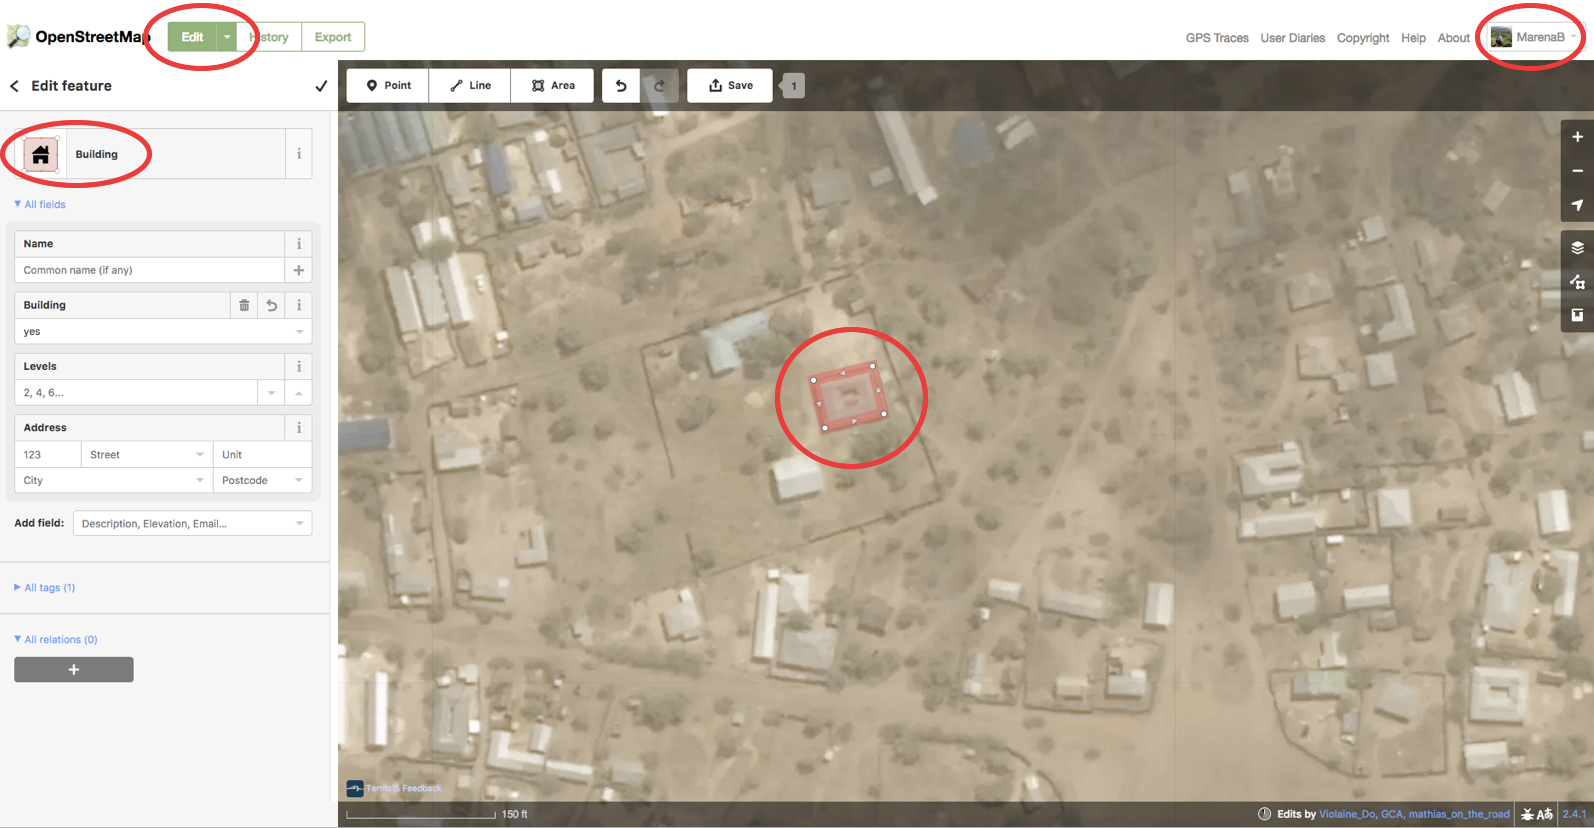 OpenStreetMap
Edit
History
Export
GPS Traces
User Diaries
Copyright
Help
About
MarenaB
Edit feature
Point
Line
Area
Save
1
Building
i
All fields
Name
i
Common name (if any)
+
Building
i
yes
Levels
i
2, 4, 6...
Address
i
123
Street
Unit
City
Postcode
Add field:
Description, Elevation, Email...
All tags (1)
All relations (0)
+
+
−
Terms & Feedback
150 ft
Edits by Violaine_Do, GCA, mathias_on_the_road
2.4.1